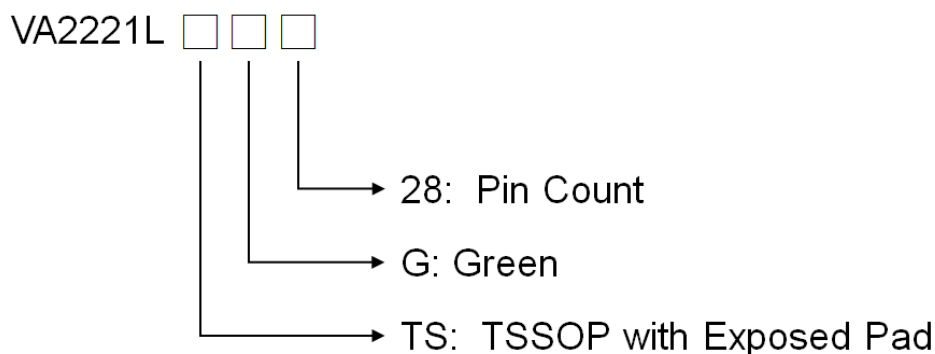 VA2221L □ □ □
28: Pin Count
G: Green
TS: TSSOP with Exposed Pad